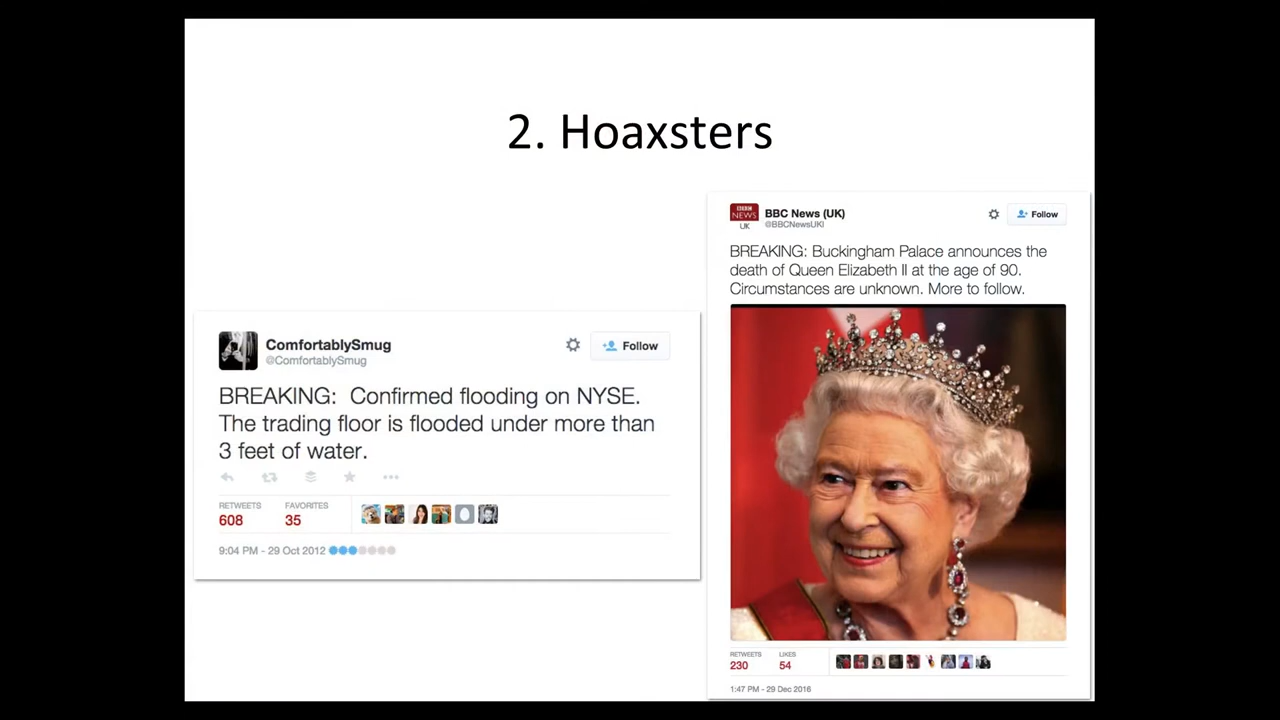 2. Hoaxsters
ComfortablySmug
@ComfortablySmug
Follow
BREAKING:  Confirmed flooding on NYSE.
The trading floor is flooded under more than
3 feet of water.
RETWEETS
FAVORITES
608
35
9:04 PM - 29 Oct 2012
BBC
NEWS
UK
BBC News (UK)
@BBCNewsUKI
Follow
BREAKING: Buckingham Palace announces the
death of Queen Elizabeth II at the age of 90.
Circumstances are unknown. More to follow.
RETWEETS
LIKES
230
54
1:47 PM - 29 Dec 2016